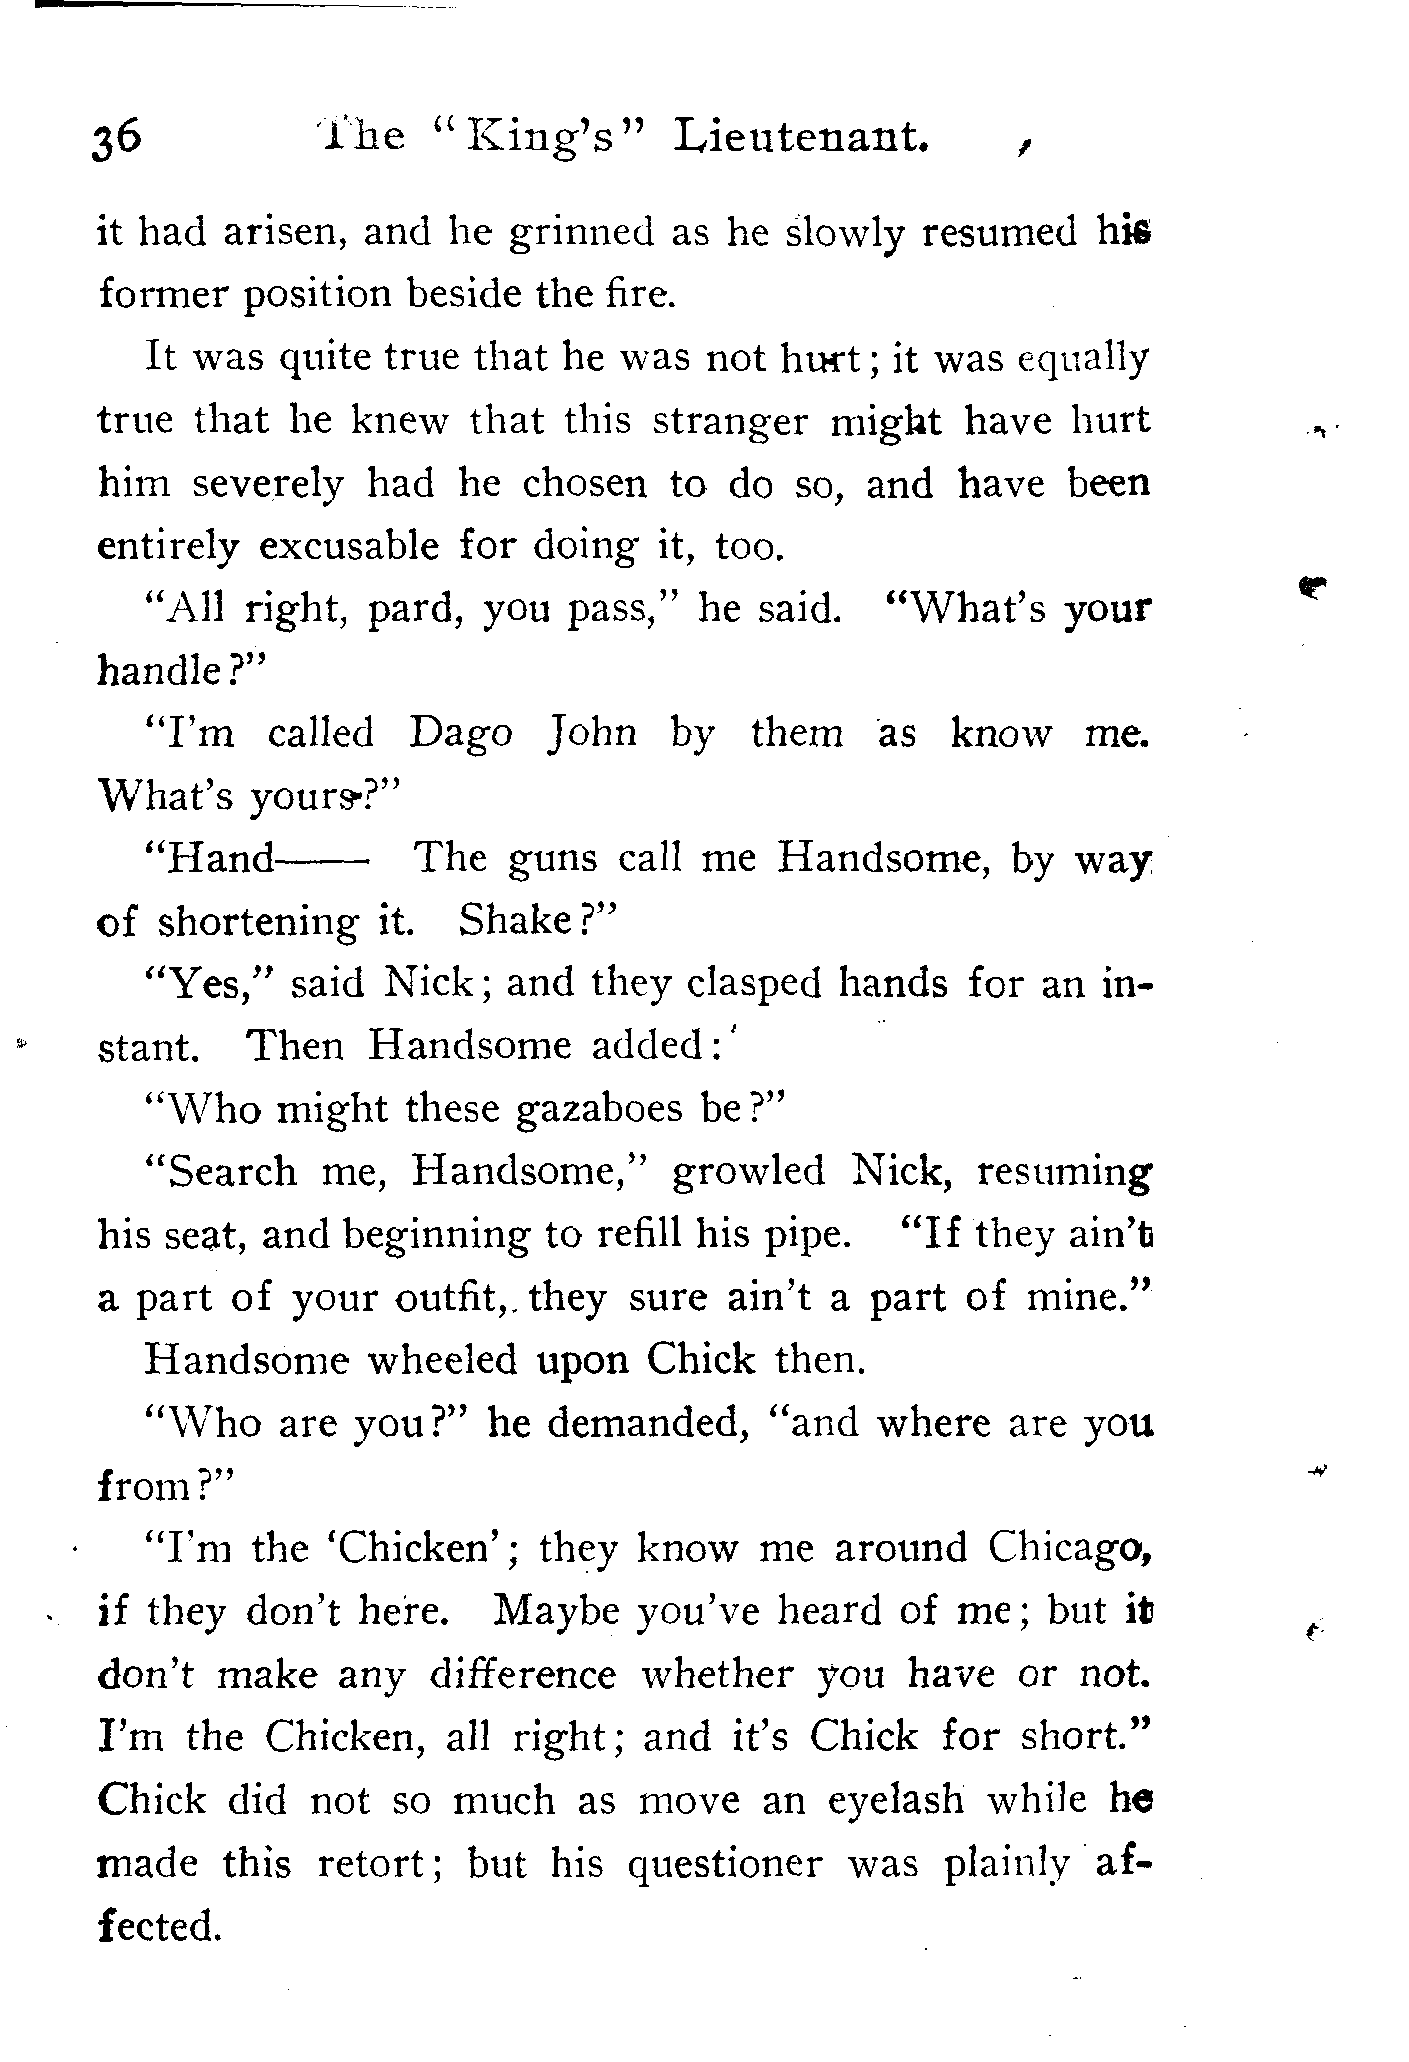 36 The "King's" Lieutenant.
it had arisen, and he grinned as he slowly resumed his
former position beside the fire.
It was quite true that he was not hurt; it was equally
true that he knew that this stranger might have hurt
him severely had he chosen to do so, and have been
entirely excusable for doing it, too.
"All right, pard, you pass," he said. "What's your
handle?"
"I'm called Dago John by them as know me.
What's yours?"
"Hand—— The guns call me Handsome, by way
of shortening it. Shake?"
"Yes," said Nick; and they clasped hands for an in-
stant. Then Handsome added:
"Who might these gazaboes be?"
"Search me, Handsome," growled Nick, resuming
his seat, and beginning to refill his pipe. "If they ain't
a part of your outfit, they sure ain't a part of mine."
Handsome wheeled upon Chick then.
"Who are you?" he demanded, "and where are you
from?"
"I'm the 'Chicken'; they know me around Chicago,
if they don't here. Maybe you've heard of me; but it
don't make any difference whether you have or not.
I'm the Chicken, all right; and it's Chick for short."
Chick did not so much as move an eyelash while he
made this retort; but his questioner was plainly af-
fected.